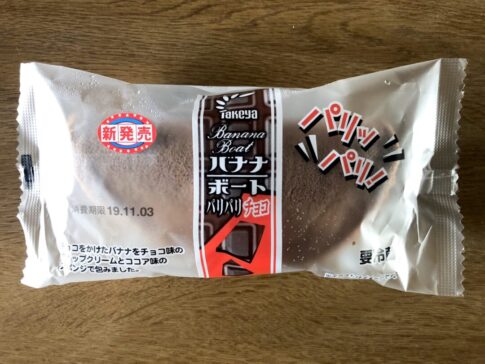 Takeya
新発売
Banana
Boat
バナナ
ボート
パリパリチョコ
パリッ
パリ!
消費期限 19.11.03
コをかけたバナナをチョコ味の
ップクリームとココア味の
ンジで包みました。
要冷